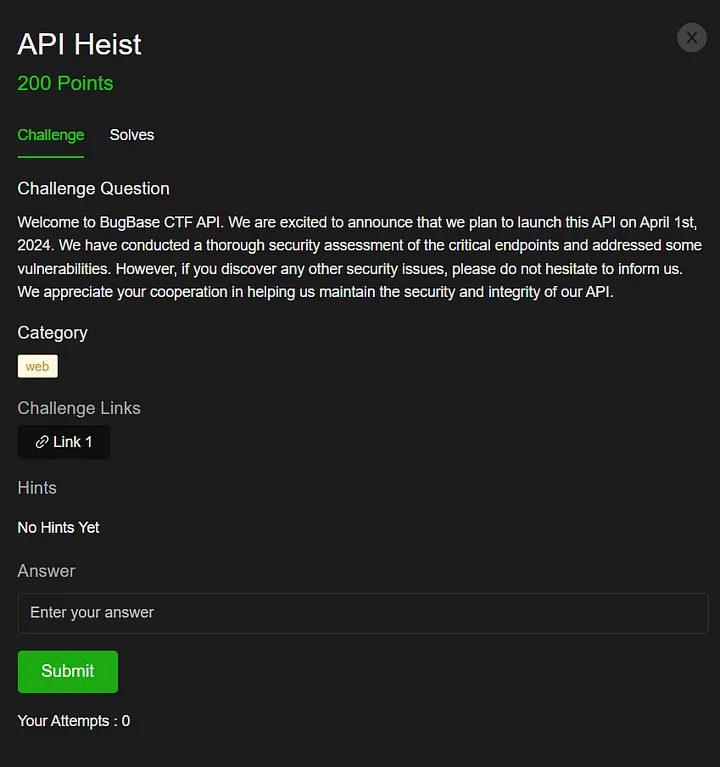 API Heist
200 Points
Challenge Solves
Challenge Question
Welcome to BugBase CTF API. We are excited to announce that we plan to launch this API on April 1st,
2024. We have conducted a thorough security assessment of the critical endpoints and addressed some
vulnerabilities. However, if you discover any other security issues, please do not hesitate to inform us.
We appreciate your cooperation in helping us maintain the security and integrity of our API.
Category
web
Challenge Links
Link 1
Hints
No Hints Yet
Answer
Enter your answer
Submit
Your Attempts : 0